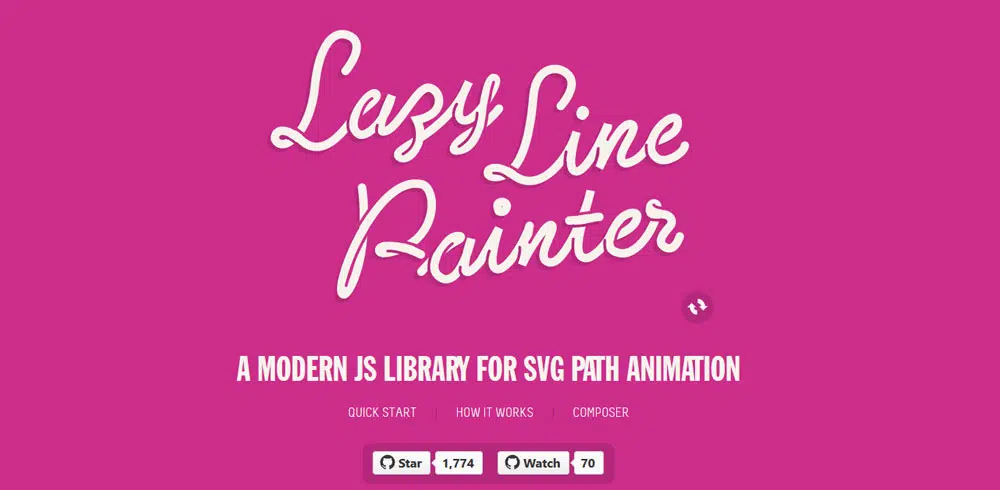 Lazy Line
Painter
A MODERN JS LIBRARY FOR SVG PATH ANIMATION
QUICK START | HOW IT WORKS | COMPOSER
Star 1,774 Watch 70